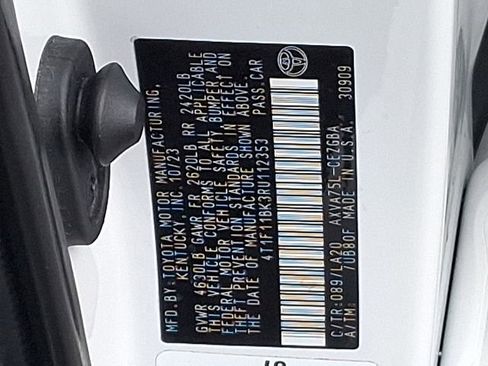 MFD.BY: TOYOTA MOTOR MANUFACTURING,
KENTUCKY, INC. 10/23
GVWR 4630LB GAWR FR 2620LB RR 2420LB
THIS VEHICLE CONFORMS TO ALL APPLICABLE
FEDERAL MOTOR VEHICLE SAFETY, BUMPER AND
THEFT PREVENTION STANDARDS IN EFFECT ON
THE DATE OF MANUFACTURE SHOWN ABOVE.
4T1F11BK3RU112353 PASS.CAR
C/TR:089/LA20 AXVA75L-CEZGBA
A/TM: /UB80F MADE IN U.S.A. 30909